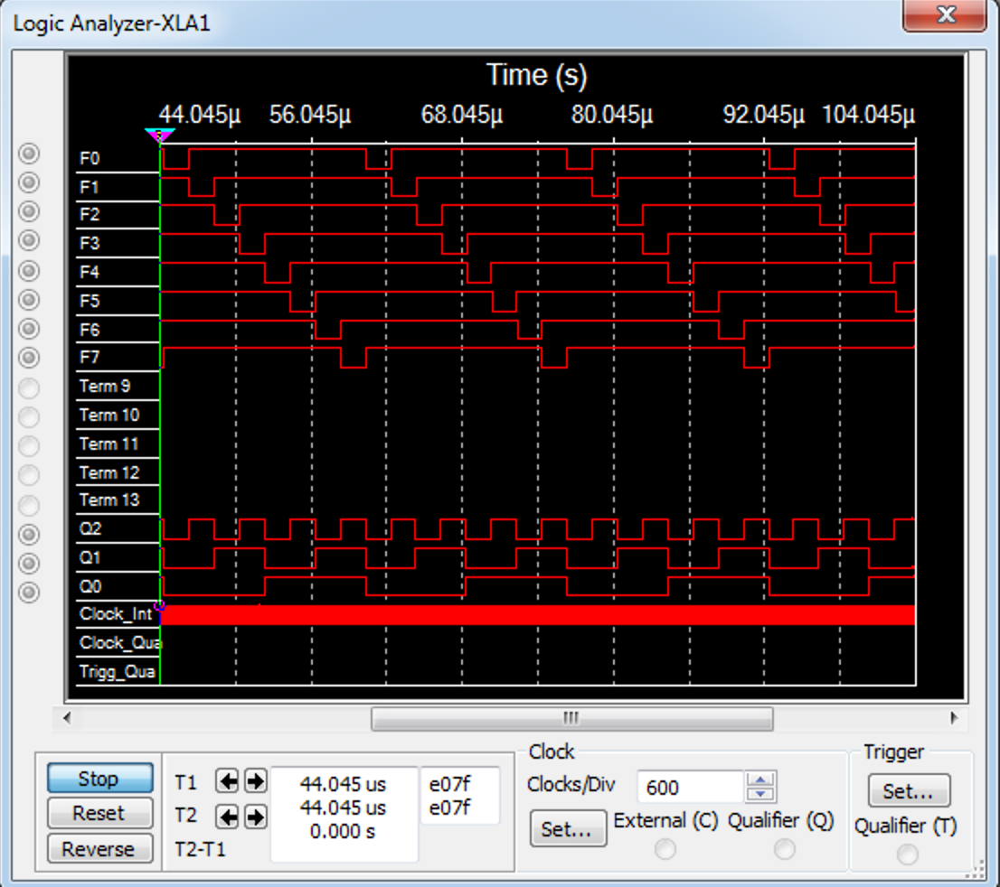 Logic Analyzer-XLA1
Time (s)
44.045µ 56.045µ 68.045µ 80.045µ 92.045µ 104.045µ
F0
F1
F2
F3
F4
F5
F6
F7
Term 9
Term 10
Term 11
Term 12
Term 13
Q2
Q1
Q0
Clock_Int
Clock_Qua
Trigg_Qua
Stop
Reset
Reverse
T1 44.045 us e07f
T2 44.045 us e07f
T2-T1 0.000 s
Clock
Clocks/Div 600
Set... External (C) Qualifier (Q)
Trigger
Set...
Qualifier (T)